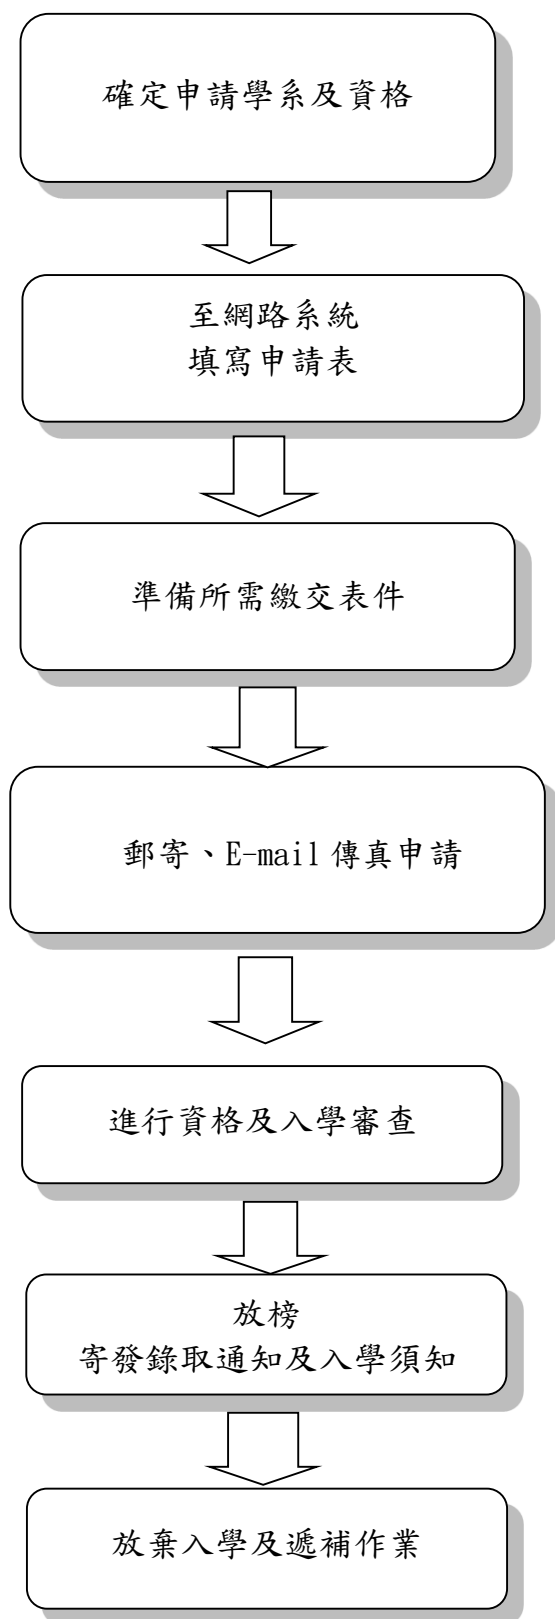 確定申請學系及資格
至網路系統
填寫申請表
準備所需繳交表件
郵寄、E-mail 傳真申請
進行資格及入學審查
放榜
寄發錄取通知及入學須知
放棄入學及遞補作業